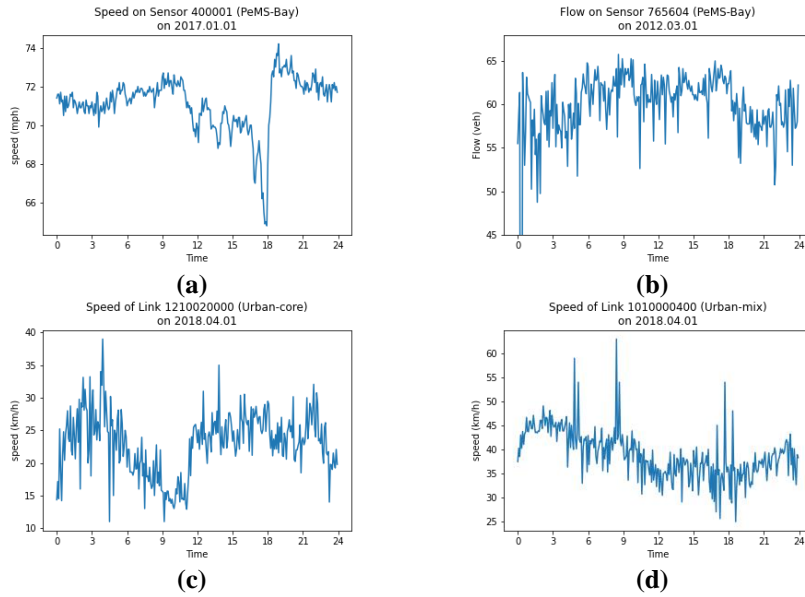 Speed on Sensor 400001 (PeMS-Bay)
on 2017.01.01
74
72
70
68
66
speed (mph)
0 3 6 9 12 15 18 21 24
Time
(a)
Flow on Sensor 765604 (PeMS-Bay)
on 2012.03.01
65
60
55
50
45
Flow (veh)
0 3 6 9 12 15 18 21 24
Time
(b)
Speed of Link 1210020000 (Urban-core)
on 2018.04.01
40
35
30
25
20
15
10
speed (km/h)
0 3 6 9 12 15 18 21 24
Time
(c)
Speed of Link 1010000400 (Urban-mix)
on 2018.04.01
60
55
50
45
40
35
30
25
speed (km/h)
0 3 6 9 12 15 18 21 24
Time
(d)